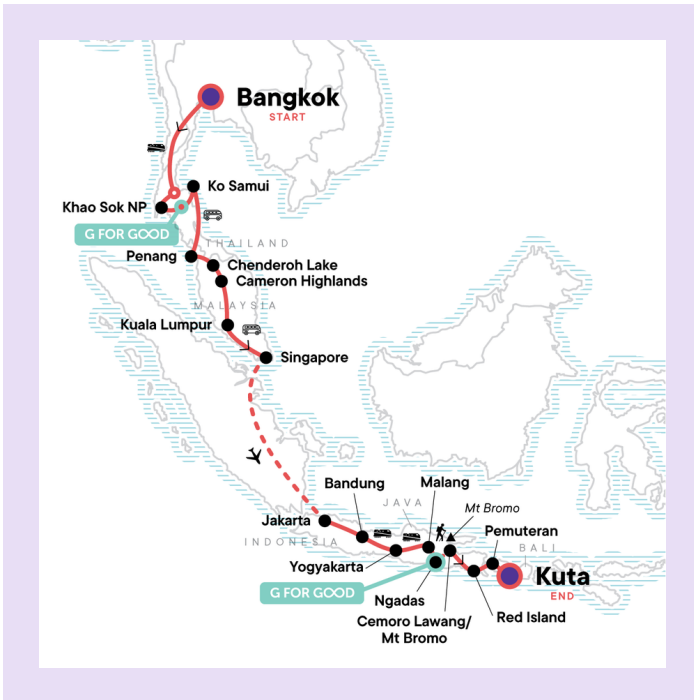 Bangkok
START
Ko Samui
Khao Sok NP
G FOR GOOD
THAILAND
Penang
Chenderoh Lake
Cameron Highlands
MALAYSIA
Kuala Lumpur
Singapore
Bandung
Malang
JAVA
Mt Bromo
Jakarta
Pemuteran
INDONESIA
BALI
Yogyakarta
Kuta
END
G FOR GOOD
Ngadas
Red Island
Cemoro Lawang/
Mt Bromo